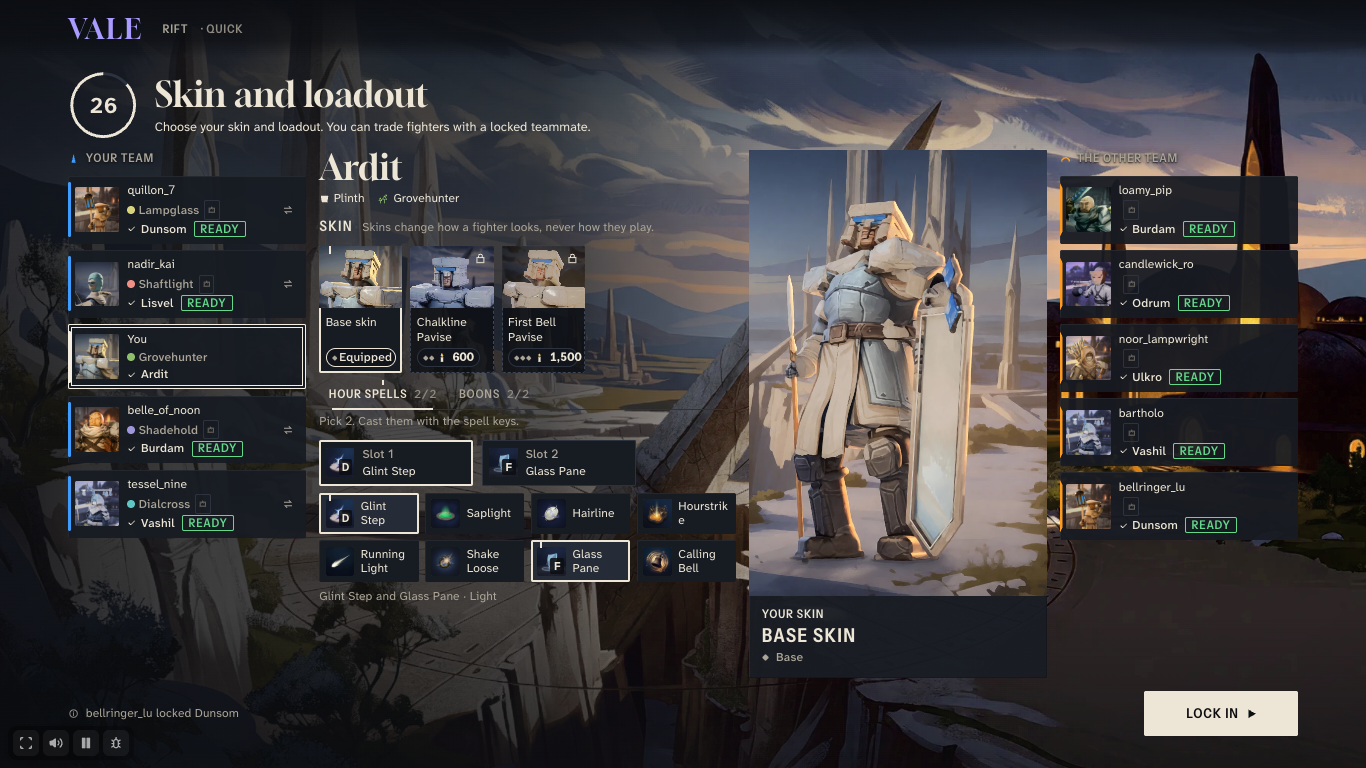 VALE RIFT · QUICK
26
Skin and loadout
Choose your skin and loadout. You can trade fighters with a locked teammate.
YOUR TEAM
quillon_7
Lampglass
Dunsom READY
nadir_kai
Shaftlight
Lisvel READY
You
Grovehunter
Ardit
belle_of_noon
Shadehold
Burdam READY
tessel_nine
Dialcross
Vashil READY
Ardit
Plinth Grovehunter
SKIN Skins change how a fighter looks, never how they play.
Base skin
Equipped
Chalkline
Pavise
600
First Bell
Pavise
1,500
HOUR SPELLS 2/2 BOONS 2/2
Pick 2. Cast them with the spell keys.
D
Slot 1
Glint Step
F
Slot 2
Glass Pane
D
Glint
Step
Saplight
Hairline
Hourstrik
e
Running
Light
Shake
Loose
F
Glass
Pane
Calling
Bell
Glint Step and Glass Pane · Light
YOUR SKIN
BASE SKIN
Base
THE OTHER TEAM
loamy_pip
Burdam READY
candlewick_ro
Odrum READY
noor_lampwright
Ulkro READY
bartholo
Vashil READY
bellringer_lu
Dunsom READY
bellringer_lu locked Dunsom
LOCK IN